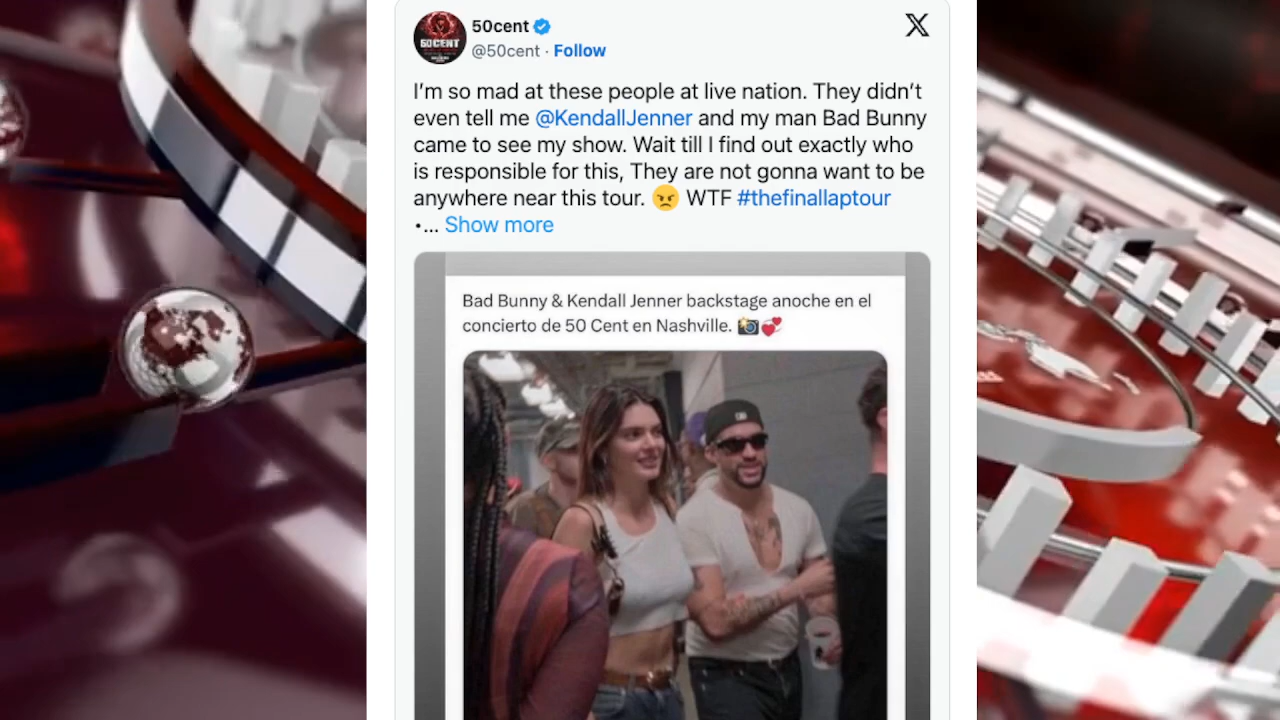 50cent
50CENT
@50cent · Follow
I’m so mad at these people at live nation. They didn’t
even tell me @KendallJenner and my man Bad Bunny
came to see my show. Wait till I find out exactly who
is responsible for this, They are not gonna want to be
anywhere near this tour. 😠 WTF #thefinallaptour
•... Show more
Bad Bunny & Kendall Jenner backstage anoche en el
concierto de 50 Cent en Nashville. 📸💞